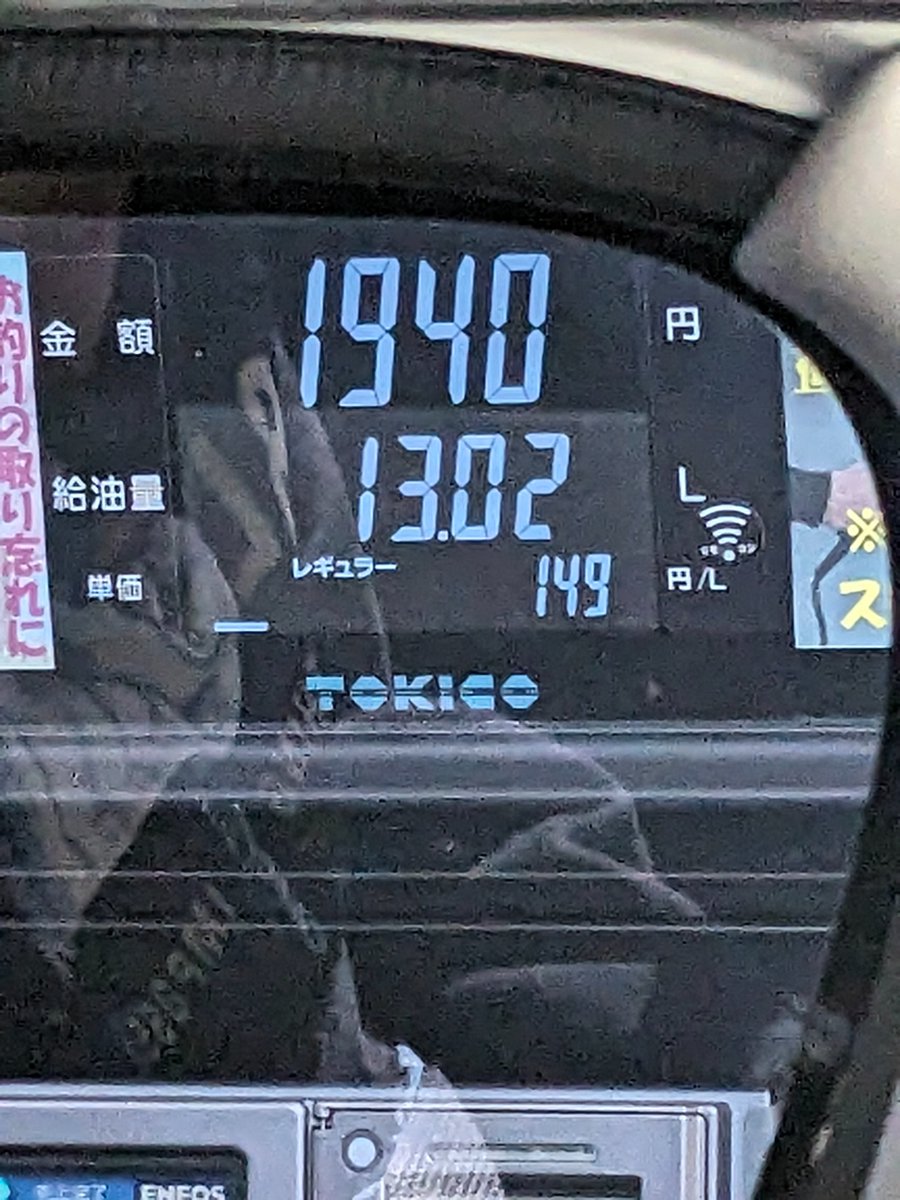 お釣りの取り忘れに
金額 1940 円
給油量 13.02 L
レギュラー
単価 149 円/L
TOKICO
※
ス
ENEOS